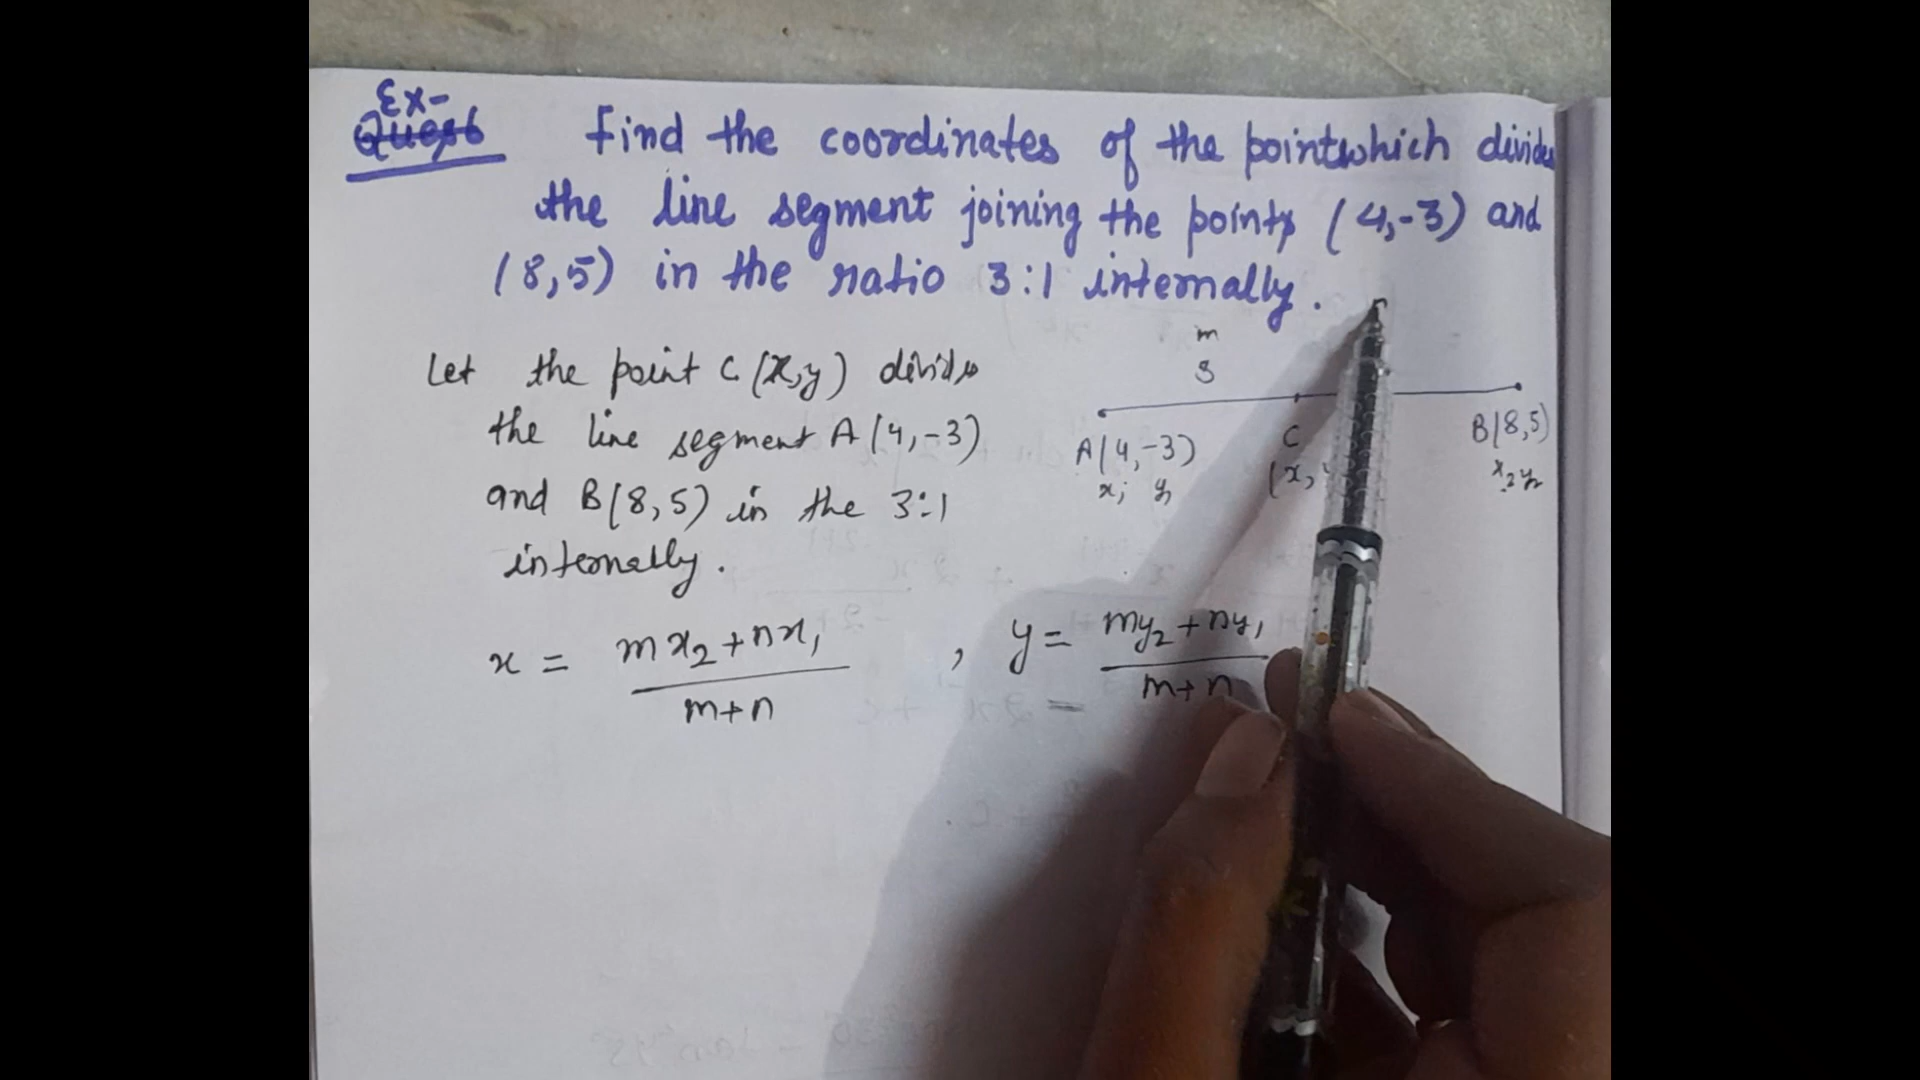 Ex-
Find the coordinates of the point which divides
the line segment joining the points (4,-3) and
(8,5) in the ratio 3:1 internally.
Let the point C (x,y) divides
the line segment A(4,-3)
and B(8,5) in the 3:1
internally.
m
3
A(4,-3)
x₁ y₁
C
(x,
B(8,5)
x₂ y₂
x = mx₂+nx₁ / m+n , y = my₂+ny₁ / m+n